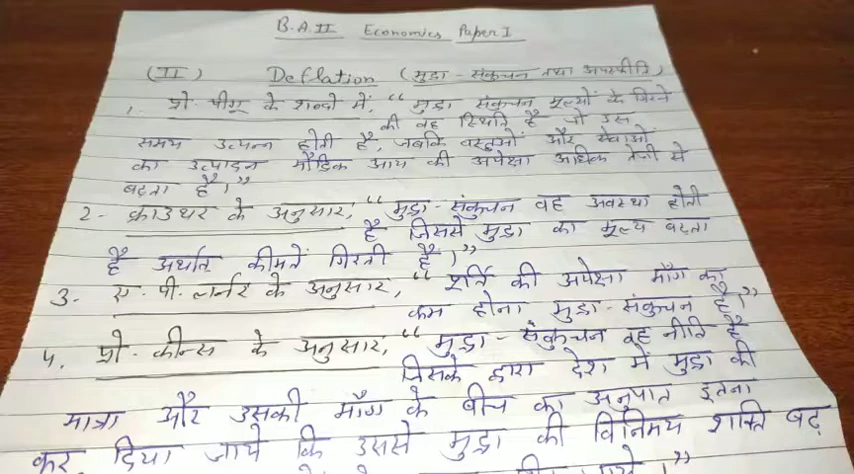 B.A.II Economics Paper I
(II) Deflation (मुद्रा-संकुचन तथा अपस्फीति)
1. प्रो. पीगू के शब्दों में, “मुद्रा संकुचन मूल्यों के गिरने
की वह स्थिति है जो उस
समय उत्पन्न होती है, जबकि वस्तुओं और सेवाओं
का उत्पादन मौद्रिक आय की अपेक्षा अधिक तेजी से
बढ़ता है।”
2- क्राउथर के अनुसार, “मुद्रा-संकुचन वह अवस्था होती
है जिससे मुद्रा का मूल्य बढ़ता
है अर्थात कीमतें गिरती है।”
3. ए.पी. लर्नर के अनुसार, “ की अपेक्षा माँग का
कम होना मुद्रा-संकुचन है।”
4. प्रो. कीन्स के अनुसार, “मुद्रा-संकुचन वह नीति है
जिसके द्वारा देश में मुद्रा की
मात्रा और उसकी माँग के बीच का अनुपात इतना
कर दिया जाये कि उससे मुद्रा की विनिमय शक्ति बढ़